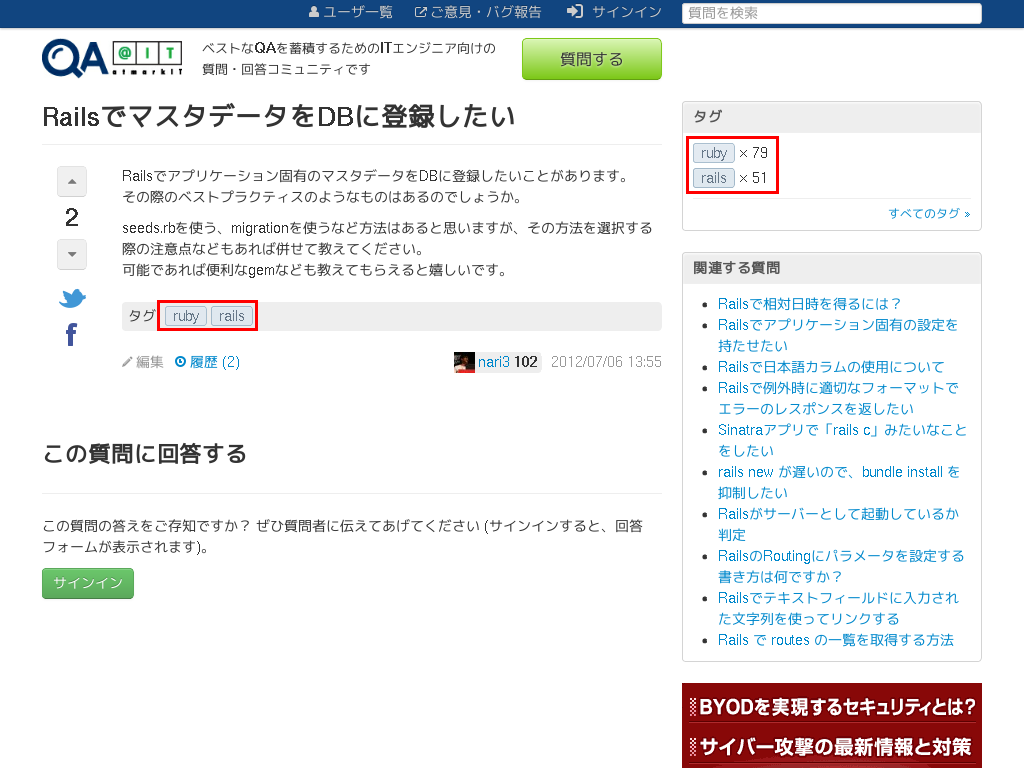 ユーザー覧 ご意見・バグ報告 サインイン 質問を検索
QA @IT etmarkIT
ベストなQAを蓄積するためのITエンジニア向けの
質問・回答コミュニティです
質問する
RailsでマスタデータをDBに登録したい
2
Railsでアプリケーション固有のマスタデータをDBに登録したいことがあります。
その際のベストプラクティスのようなものはあるのでしょうか。
seeds.rbを使う、migrationを使うなど方法はあると思いますが、その方法を選択する
際の注意点などもあれば併せて教えてください。
可能であれば便利なgemなども教えてもらえると嬉しいです。
タグ ruby rails
編集 履歴 (2) nari3 102 2012/07/06 13:55
この質問に回答する
この質問の答えをご存知ですか？ ぜひ質問者に伝えてあげてください (サインインすると、回答
フォームが表示されます)。
サインイン
タグ
ruby × 79
rails × 51
すべてのタグ »
関連する質問
Railsで相対日時を得るには？
Railsでアプリケーション固有の設定を
持たせたい
Railsで日本語カラムの使用について
Railsで例外時に適切なフォーマットで
エラーのレスポンスを返したい
Sinatraアプリで「rails c」みたいなこと
をしたい
rails new が遅いので、bundle install を
抑制したい
Railsがサーバーとして起動しているか
判定
RailsのRoutingにパラメータを設定する
書き方は何ですか？
Railsでテキストフィールドに入力され
た文字列を使ってリンクする
Rails で routes の一覧を取得する方法
BYODを実現するセキュリティとは?
サイバー攻撃の最新情報と対策